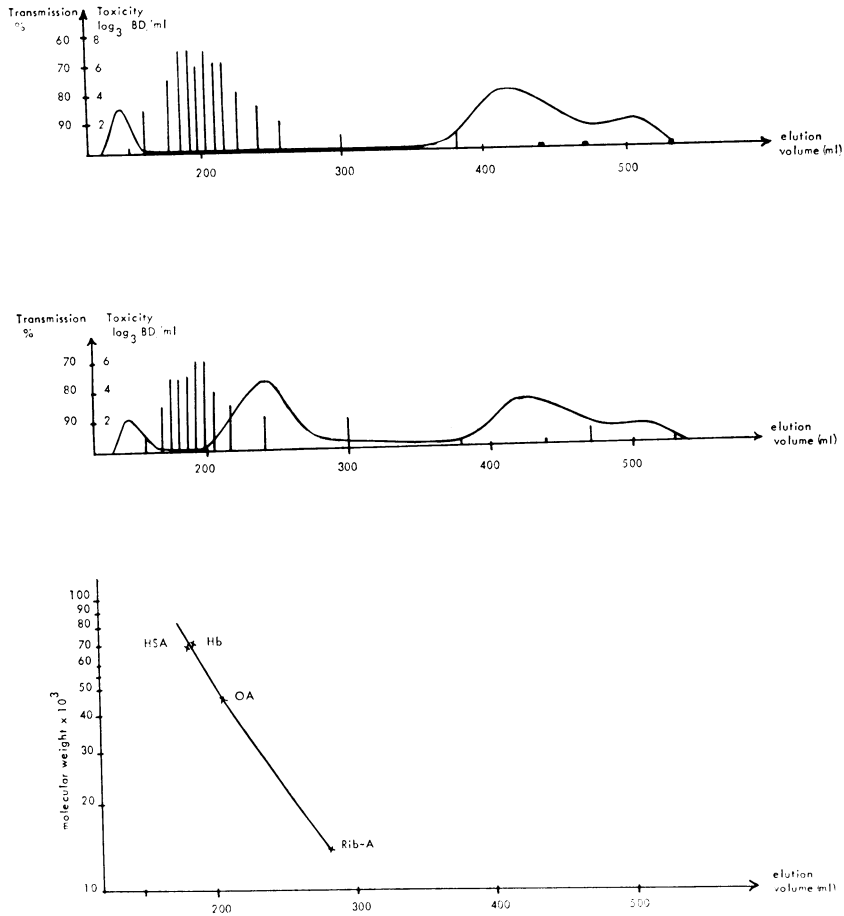 Transmission Toxicity
% log3 BD/ml
60 8
70 6
80 4
90 2
200 300 400 500
elution
volume (ml)
Transmission Toxicity
% log3 BD/ml
70 6
80 4
90 2
200 300 400 500
elution
volume (ml)
molecular weight x 10^3
100
90
80
70
60
50
40
30
20
10
HSA Hb
OA
Rib-A
200 300 400 500
elution
volume (ml)